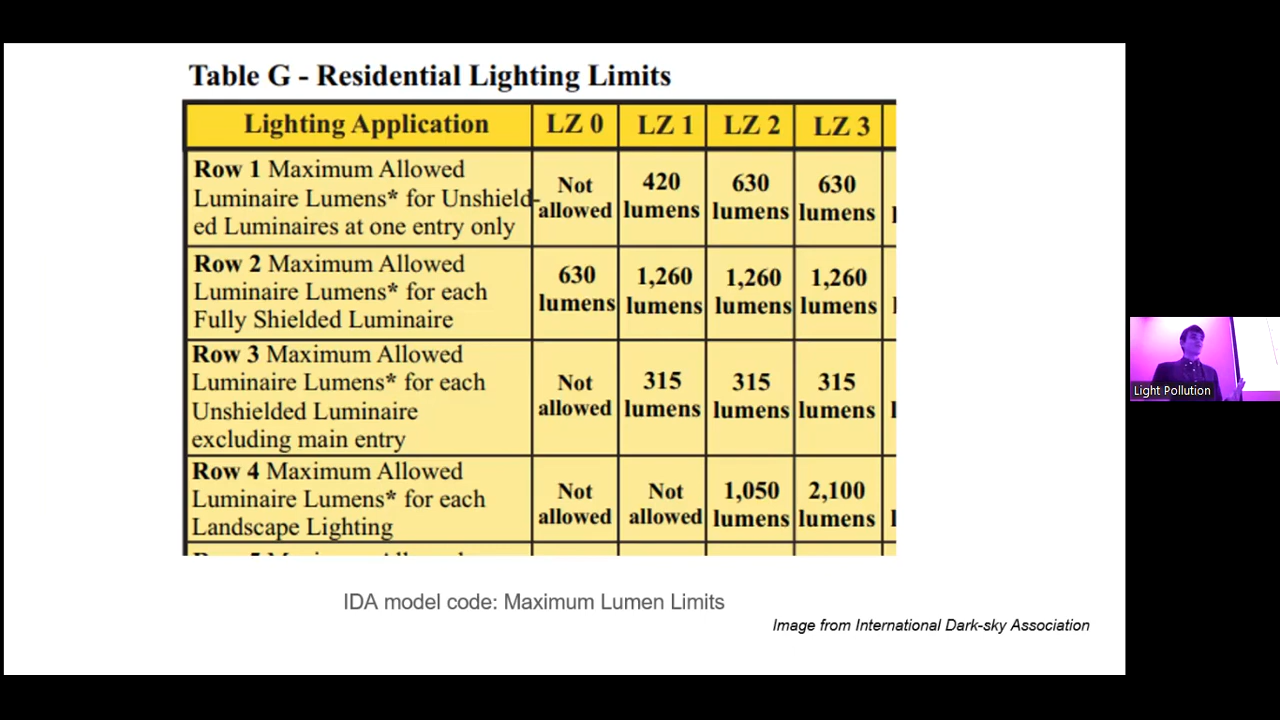 Table G - Residential Lighting Limits
Lighting Application LZ 0 LZ 1 LZ 2 LZ 3
Row 1 Maximum Allowed
Luminaire Lumens* for Unshield-
ed Luminaires at one entry only
Not
allowed
420
lumens
630
lumens
630
lumens
Row 2 Maximum Allowed
Luminaire Lumens* for each
Fully Shielded Luminaire
630
lumens
1,260
lumens
1,260
lumens
1,260
lumens
Row 3 Maximum Allowed
Luminaire Lumens* for each
Unshielded Luminaire
excluding main entry
Not
allowed
315
lumens
315
lumens
315
lumens
Row 4 Maximum Allowed
Luminaire Lumens* for each
Landscape Lighting
Not
allowed
Not
allowed
1,050
lumens
2,100
lumens
IDA model code: Maximum Lumen Limits
Image from International Dark-sky Association
Light Pollution